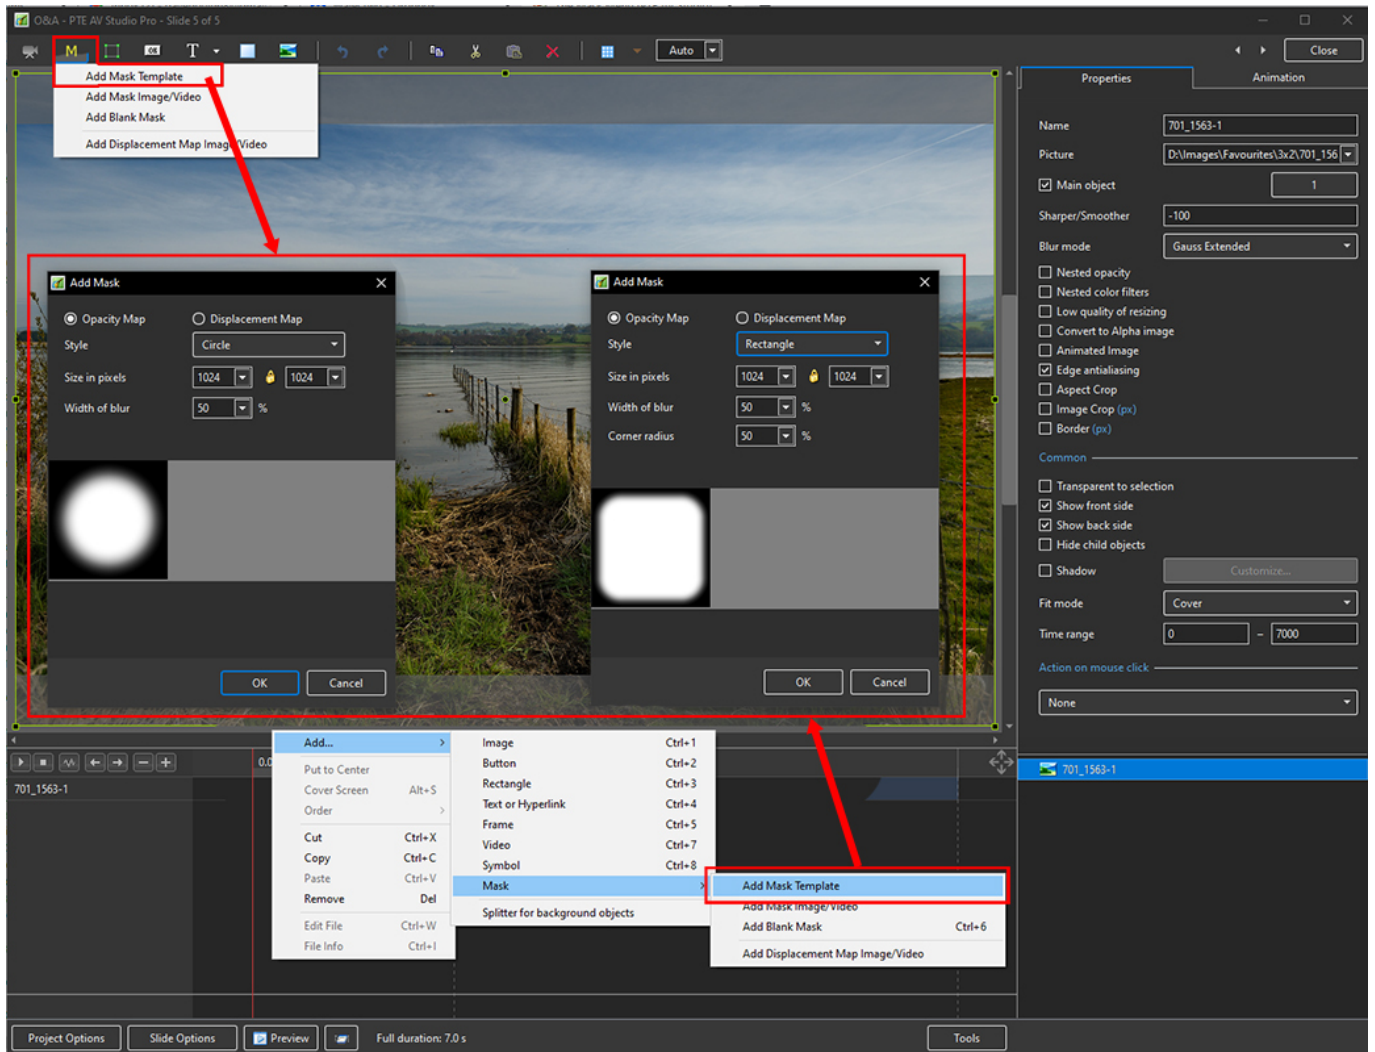 O&A - PTE AV Studio Pro - Slide 5 of 5
M
OK
T
Auto
Close
Add Mask Template
Add Mask Image/Video
Add Blank Mask
Add Displacement Map Image/Video
Properties
Animation
Name
701_1563-1
Picture
D:\Images\Favourites\3x2\701_156
Main object
1
Sharper/Smoother
-100
Blur mode
Gauss Extended
Nested opacity
Nested color filters
Low quality of resizing
Convert to Alpha image
Animated Image
Edge antialiasing
Aspect Crop
Image Crop (px)
Border (px)
Common
Transparent to selection
Show front side
Show back side
Hide child objects
Shadow
Customize...
Fit mode
Cover
Time range
0 – 7000
Action on mouse click
None
Add Mask
Opacity Map
Displacement Map
Style
Circle
Size in pixels
1024
1024
Width of blur
50 %
OK
Cancel
Add Mask
Opacity Map
Displacement Map
Style
Rectangle
Size in pixels
1024
1024
Width of blur
50 %
Corner radius
50 %
OK
Cancel
701_1563-1
0.0
701_1563-1
Add...
Put to Center
Cover Screen Alt+S
Order
Cut Ctrl+X
Copy Ctrl+C
Paste Ctrl+V
Remove Del
Edit File Ctrl+W
File Info Ctrl+I
Image Ctrl+1
Button Ctrl+2
Rectangle Ctrl+3
Text or Hyperlink Ctrl+4
Frame Ctrl+5
Video Ctrl+7
Symbol Ctrl+8
Mask
Splitter for background objects
Add Mask Template
Add Mask Image/Video
Add Blank Mask Ctrl+6
Add Displacement Map Image/Video
Project Options
Slide Options
Preview
Full duration: 7.0 s
Tools